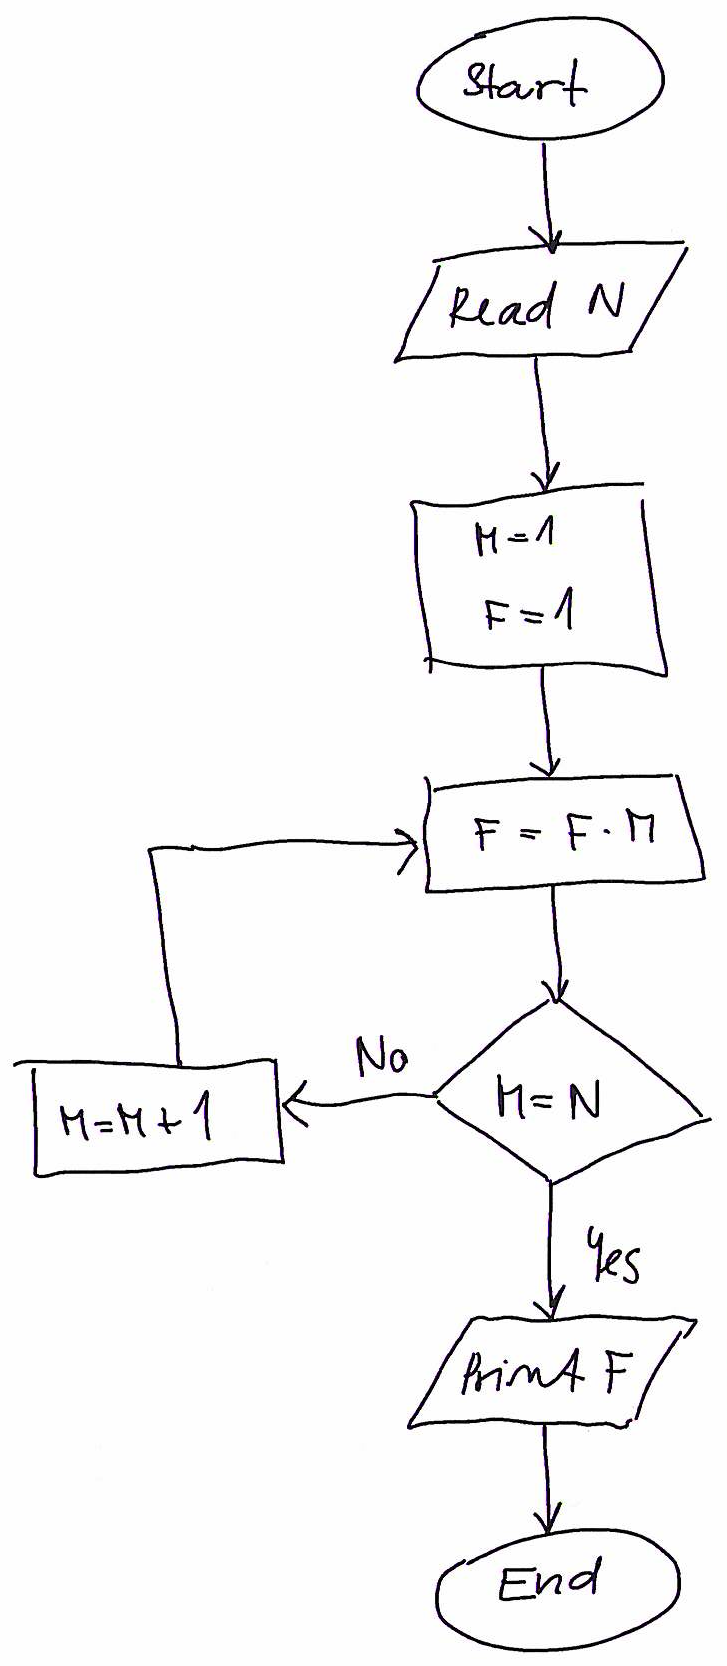 Start
Read N
M=1
F=1
F = F · M
M=N
No
M=M+1
Yes
Print F
End